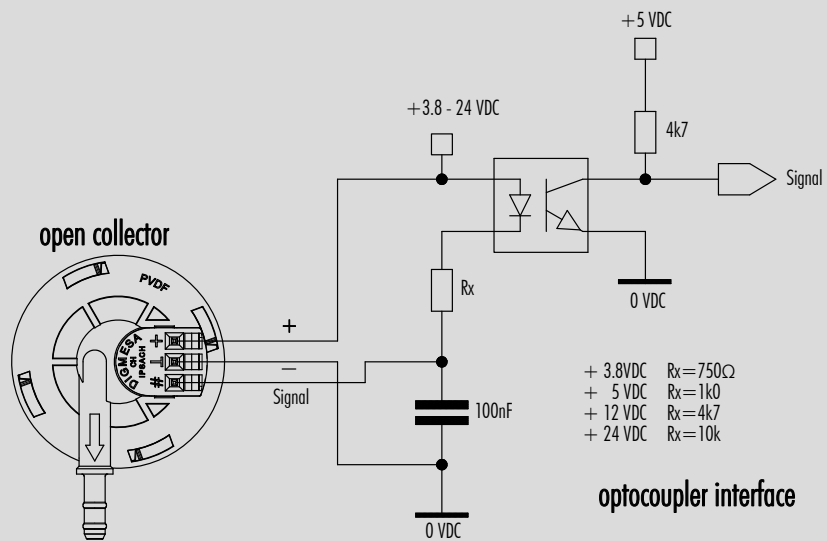 +5 VDC
+3.8 - 24 VDC
4k7
Signal
open collector
PVDF
0 VDC
Rx
+
DIGMESA
CH
IPSACH
+
⊥
#
–
Signal
+ 3.8VDC Rx=750Ω
+ 5 VDC Rx=1k0
+ 12 VDC Rx=4k7
+ 24 VDC Rx=10k
100nF
optocoupler interface
0 VDC